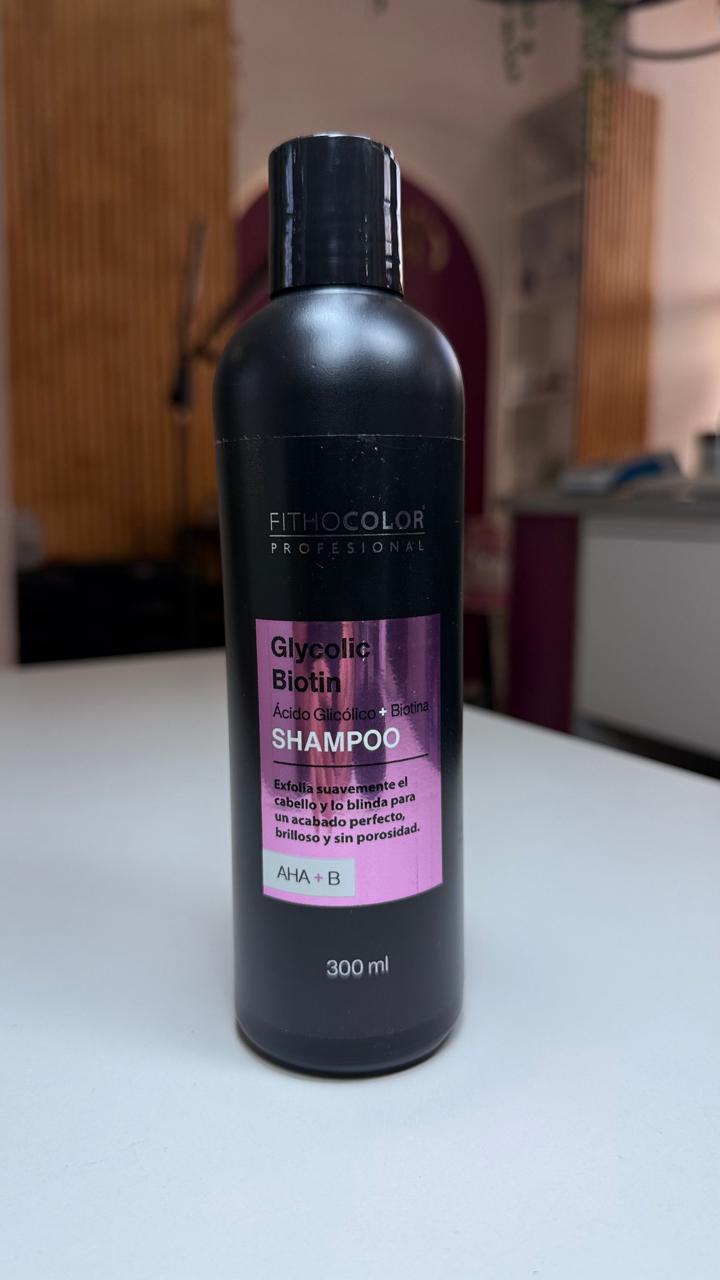 FITHOCOLOR®
PROFESIONAL
Glycolic
Biotin
Ácido Glicólico + Biotina
SHAMPOO
Exfolia suavemente el
cabello y lo blinda para
un acabado perfecto,
brilloso y sin porosidad.
AHA + B
300 ml